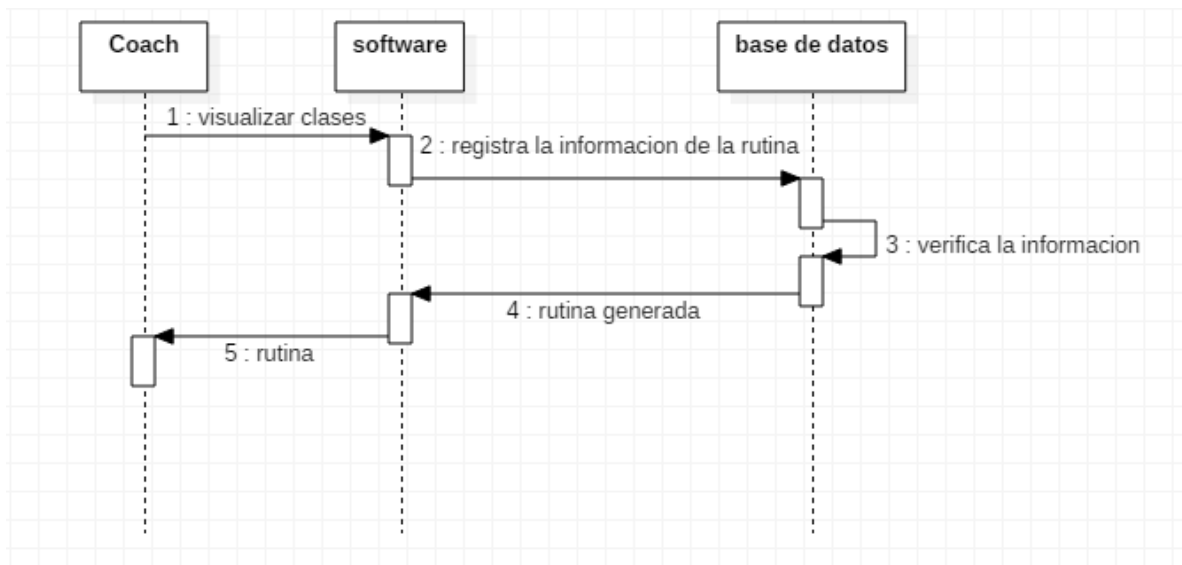 Coach
software
base de datos
1 : visualizar clases
2 : registra la informacion de la rutina
3 : verifica la informacion
4 : rutina generada
5 : rutina